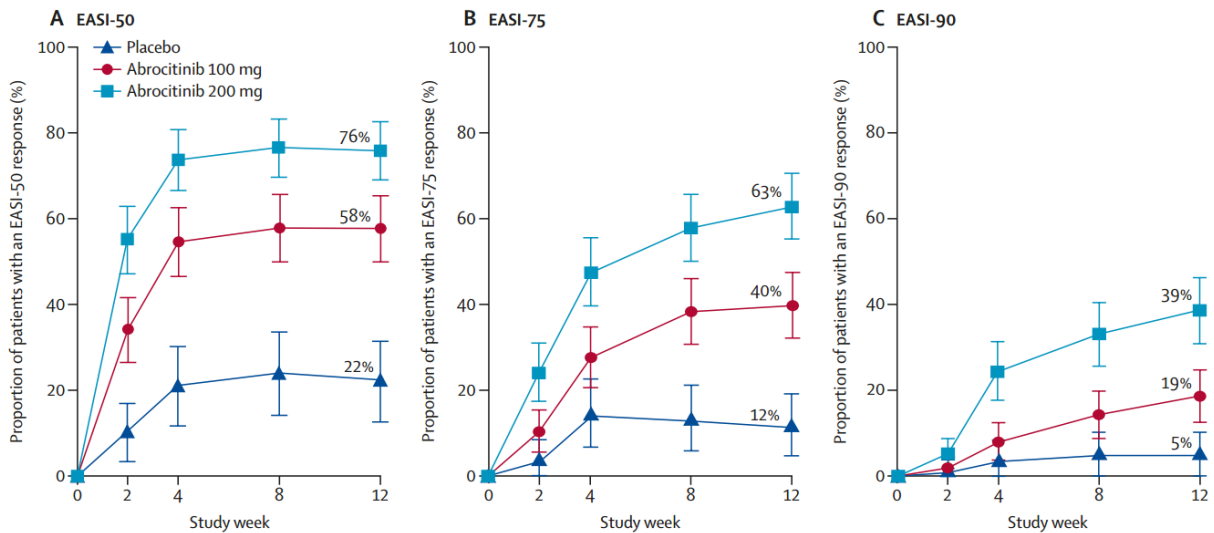 A EASI-50
Placebo
Abrocitinib 100 mg
Abrocitinib 200 mg
Proportion of patients with an EASI-50 response (%)
100
80
60
40
20
0
76%
58%
22%
0 2 4 8 12
Study week
B EASI-75
Proportion of patients with an EASI-75 response (%)
100
80
60
40
20
0
63%
40%
12%
0 2 4 8 12
Study week
C EASI-90
Proportion of patients with an EASI-90 response (%)
100
80
60
40
20
0
39%
19%
5%
0 2 4 8 12
Study week